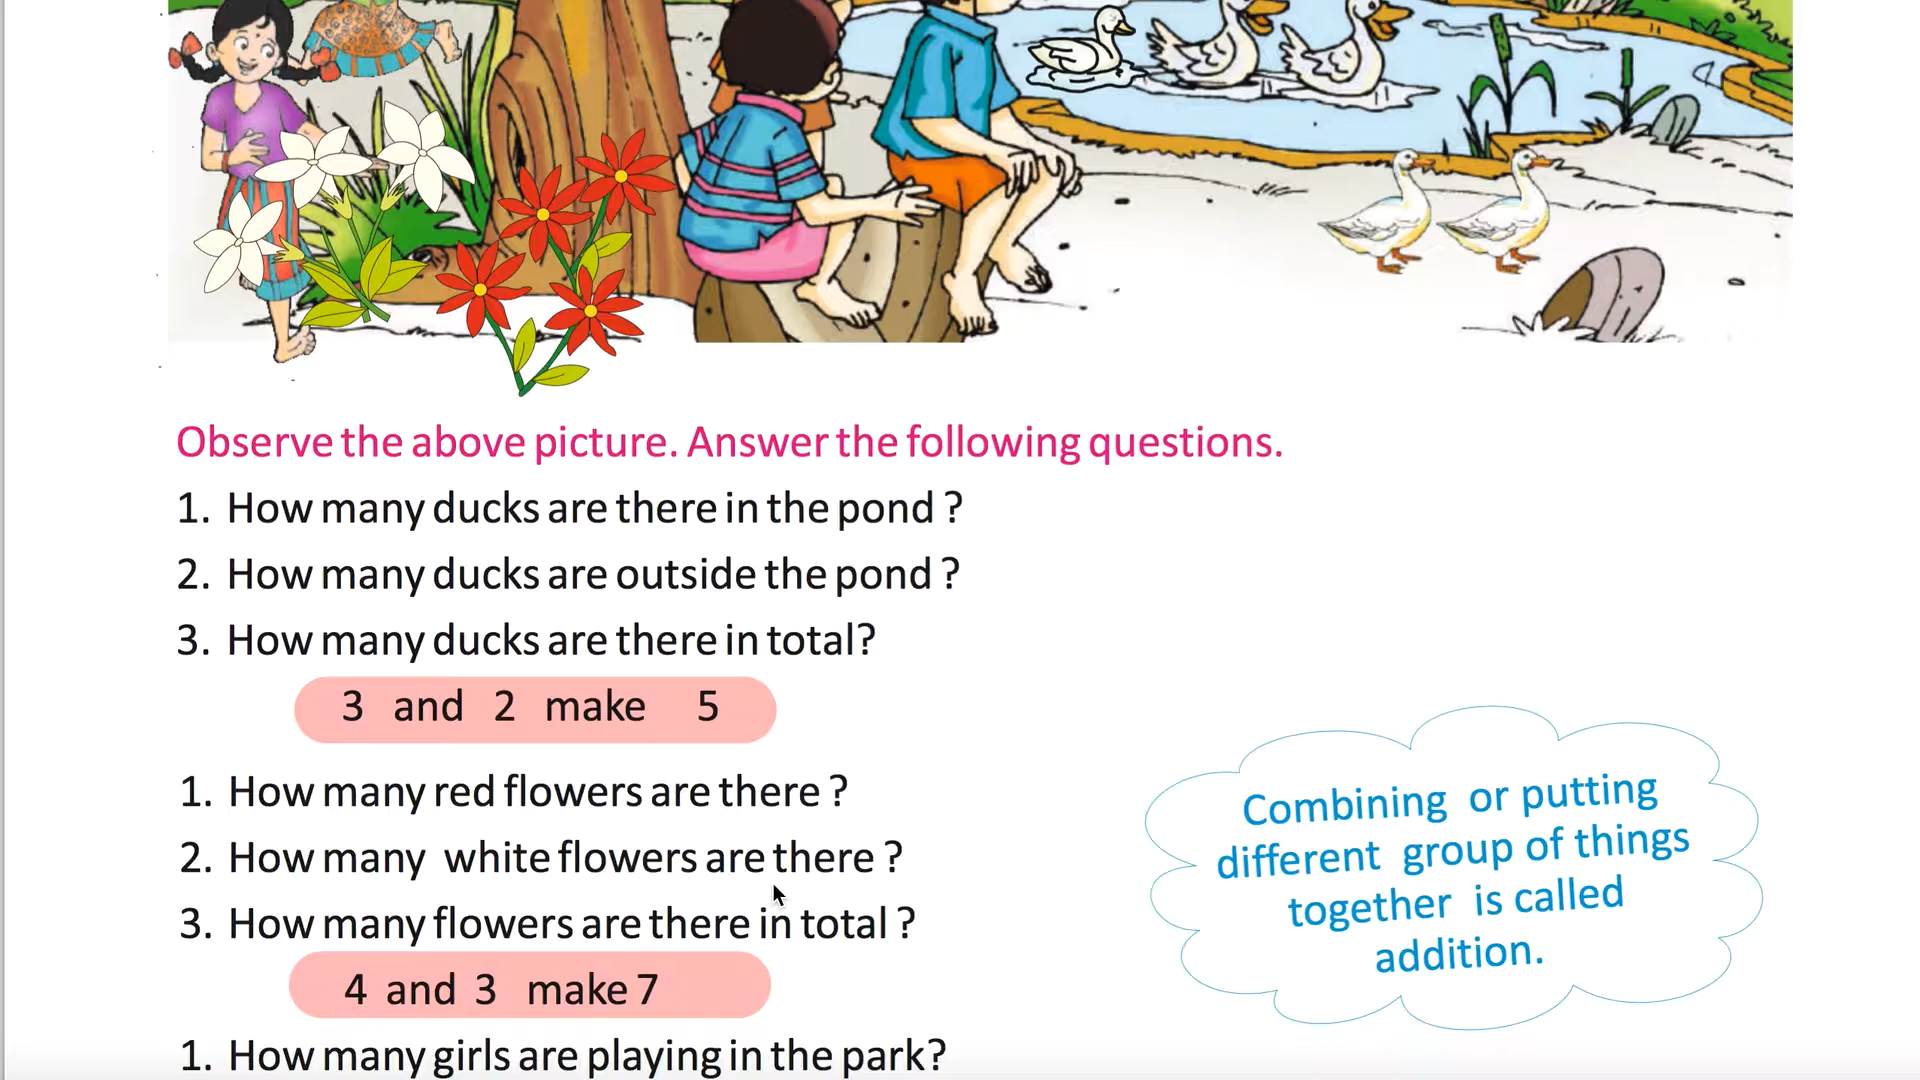 Observe the above picture. Answer the following questions.
1. How many ducks are there in the pond ?
2. How many ducks are outside the pond ?
3. How many ducks are there in total?
3 and 2 make 5
1. How many red flowers are there ?
2. How many white flowers are there ?
3. How many flowers are there in total ?
4 and 3 make 7
1. How many girls are playing in the park?
Combining or putting
different group of things
together is called
addition.